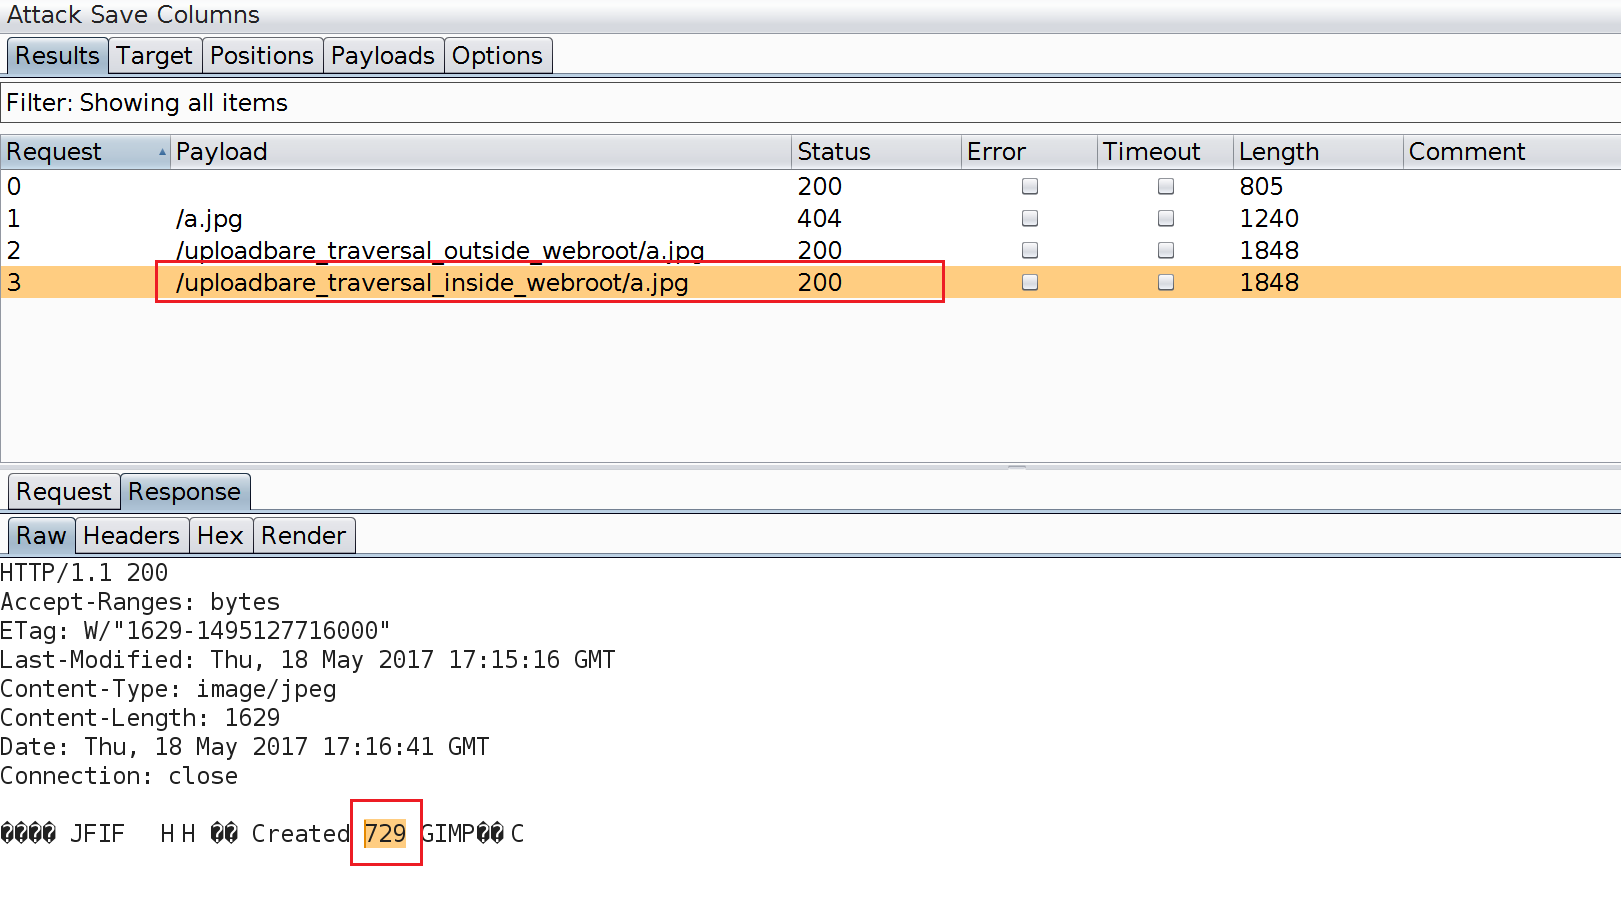 Attack Save Columns
Results Target Positions Payloads Options
Filter: Showing all items
Request Payload Status Error Timeout Length Comment
0 200 805
1 /a.jpg 404 1240
2 /uploadbare_traversal_outside_webroot/a.jpg 200 1848
3 /uploadbare_traversal_inside_webroot/a.jpg 200 1848
Request Response
Raw Headers Hex Render
HTTP/1.1 200
Accept-Ranges: bytes
ETag: W/"1629-1495127716000"
Last-Modified: Thu, 18 May 2017 17:15:16 GMT
Content-Type: image/jpeg
Content-Length: 1629
Date: Thu, 18 May 2017 17:16:41 GMT
Connection: close
���� JFIF H H �� Created 729 GIMP�� C